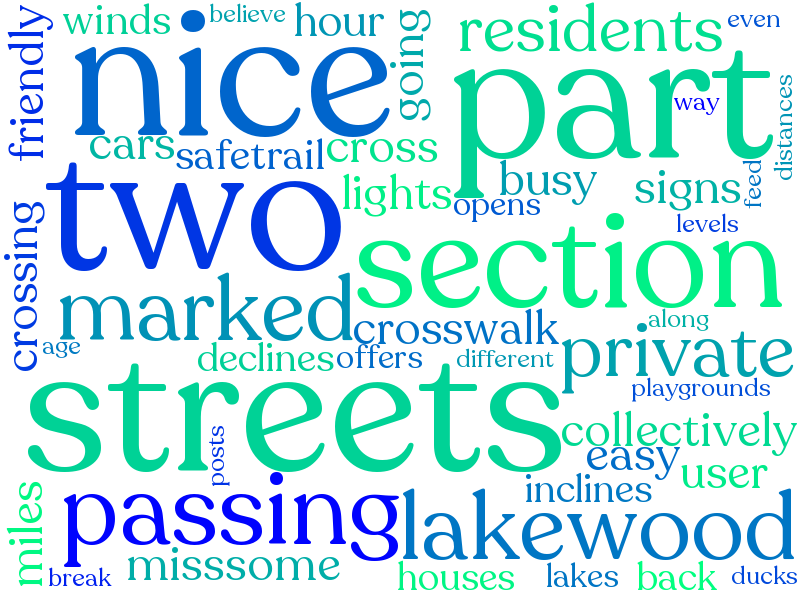 friendly
winds
believe
hour
going
residents
even
nice
part
way
distances
cars
safetrail
cross
two
lights
busy
opens
signs
feed
levels
crossing
section
marked
crosswalk
along
age
declines
offers
different
private
playgrounds
streets
posts
collectively
easy
user
inclines
miles
passing
lakewood
break
misssome
houses
lakes
back
ducks